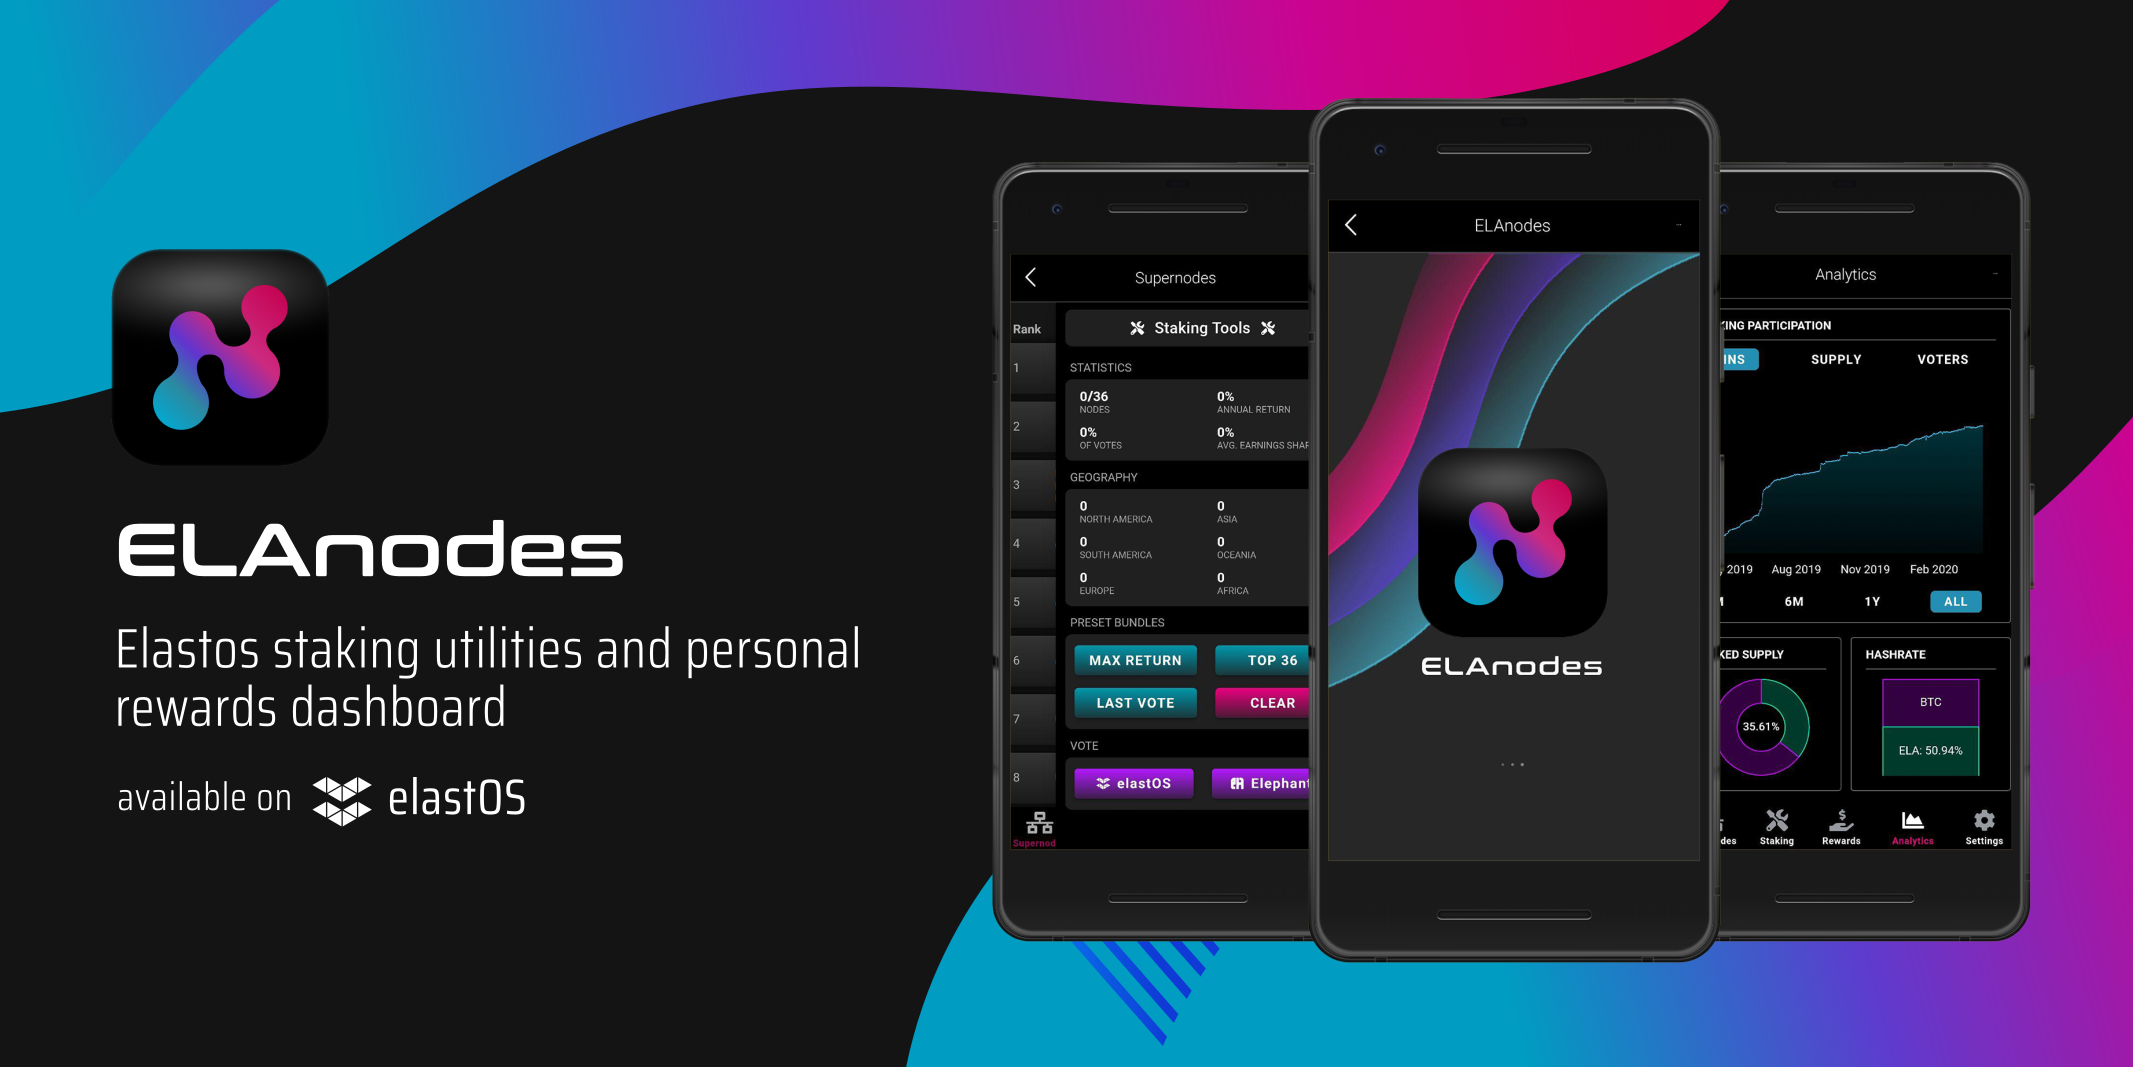 ELAnodes
Elastos staking utilities and personal
rewards dashboard
available on elastOS
Supernodes
Rank
1
2
3
4
5
6
7
8
Supernod
Staking Tools
STATISTICS
0/36 0%
NODES ANNUAL RETURN
0% 0%
OF VOTES AVG. EARNINGS SHAR
GEOGRAPHY
0 0
NORTH AMERICA ASIA
0 0
SOUTH AMERICA OCEANIA
0 0
EUROPE AFRICA
PRESET BUNDLES
MAX RETURN TOP 36
LAST VOTE CLEAR
VOTE
elastOS Elephant
ELAnodes
ELAnodes
Analytics
KING PARTICIPATION
INS SUPPLY VOTERS
2019 Aug 2019 Nov 2019 Feb 2020
6M 1Y ALL
KED SUPPLY HASHRATE
35.61%
BTC
ELA: 50.94%
des Staking Rewards Analytics Settings